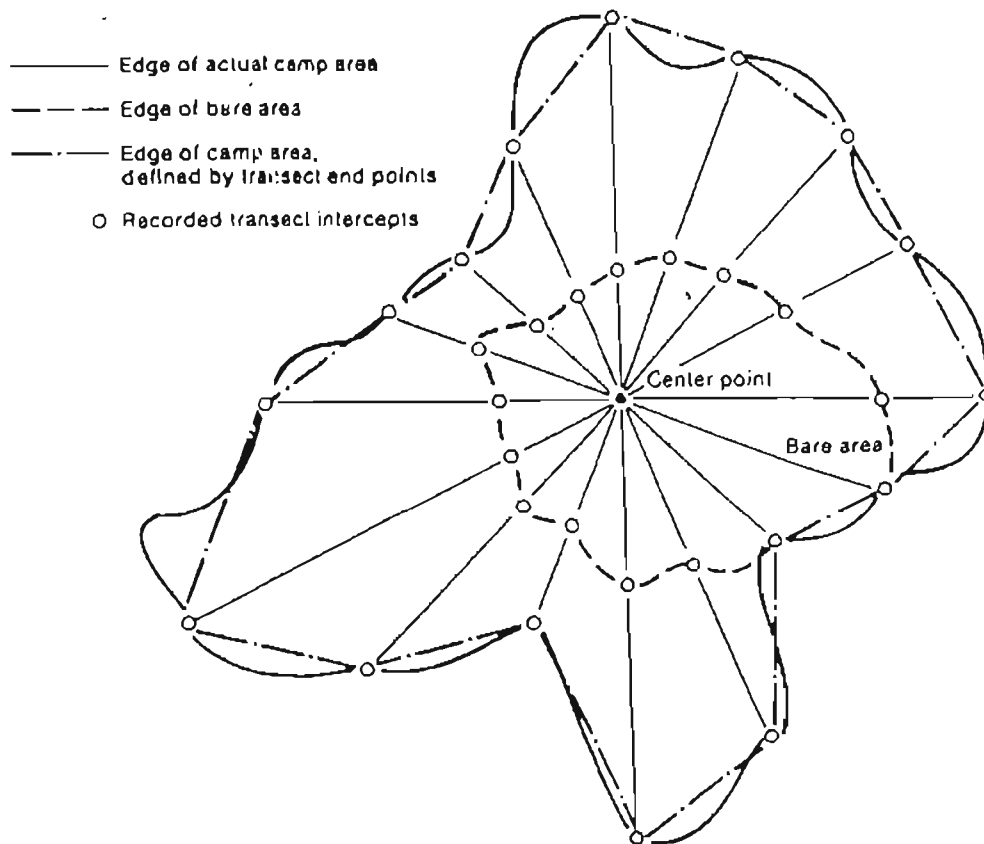 Edge of actual camp area
Edge of bare area
Edge of camp area,
defined by transect end points
Recorded transect intercepts
Center point
Bare area